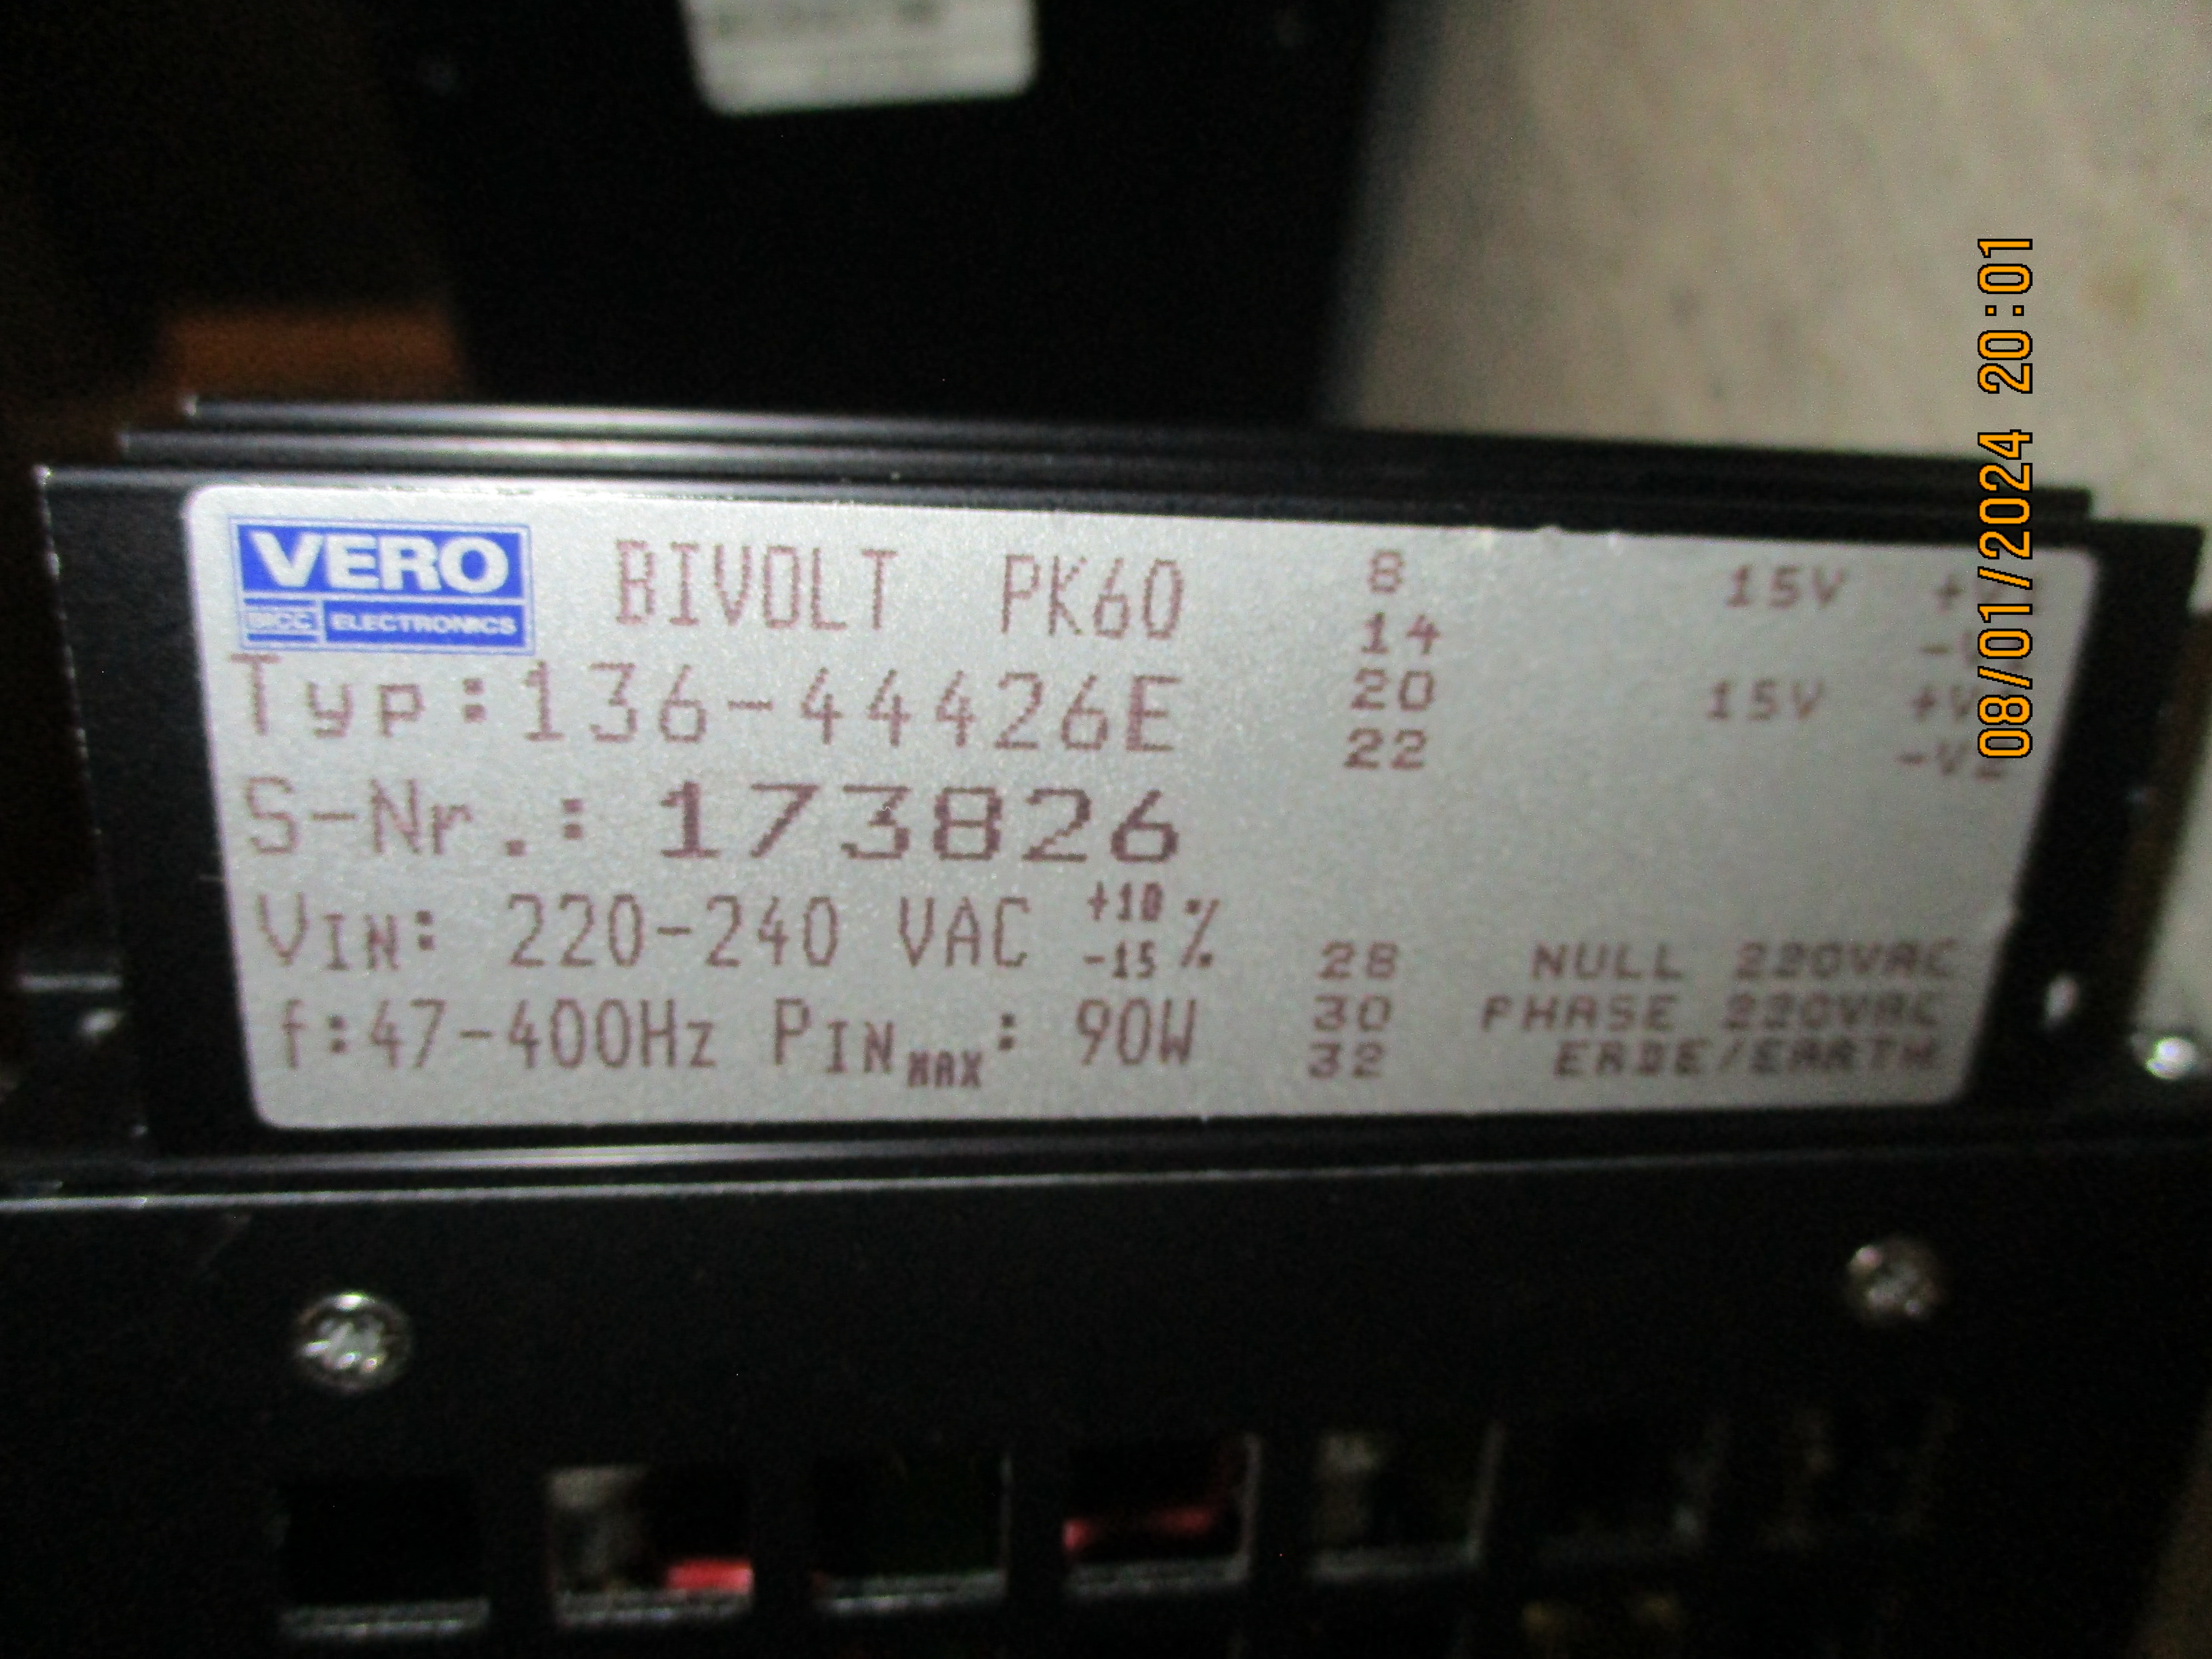 VERO
BICC ELECTRONICS
BIVOLT PK60
Typ:136-44426E
S-Nr.: 173826
VIN: 220-240 VAC +10 -15 %
f:47-400Hz PINMAX: 90W
8 15V
14
20 15V
22
28 NULL 220VAC
30 PHASE 220VAC
32 ERDE/EARTH
08/01/2024 20:01